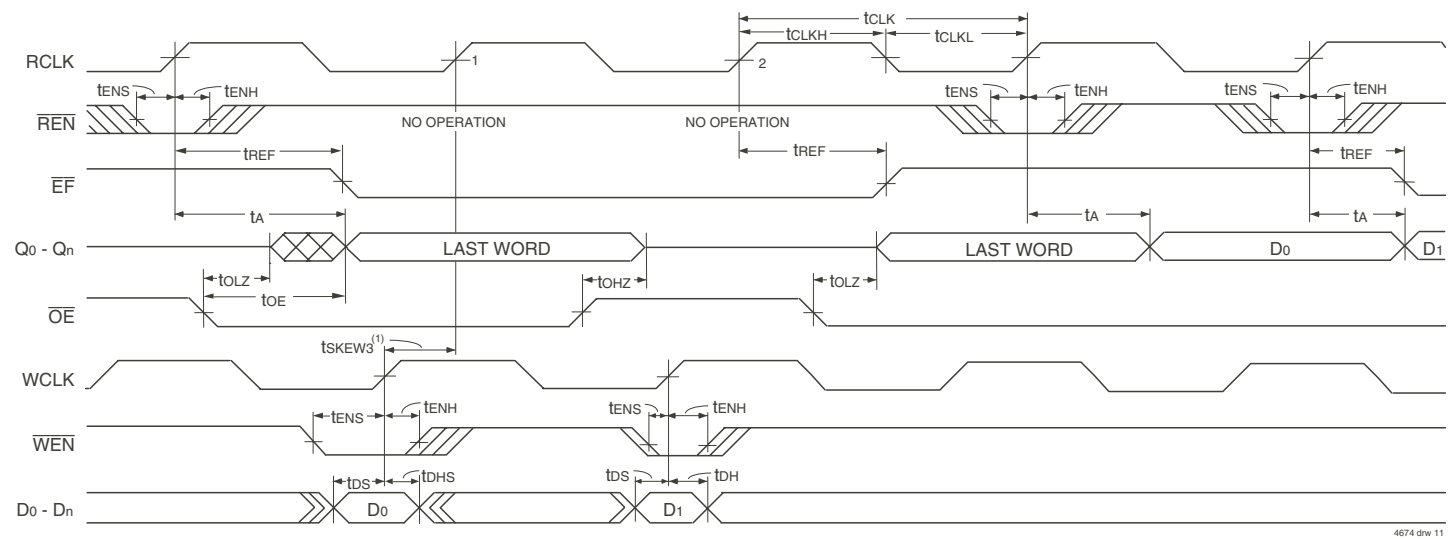 tCLK
tCLKH tCLKL
RCLK 1 2
tENS tENH tENS tENH tENS tENH
REN
NO OPERATION NO OPERATION
tREF tREF tREF
EF
tA tA tA
Q0 - Qn LAST WORD LAST WORD D0 D1
tOLZ tOHZ tOLZ
tOE
OE
tSKEW3(1)
WCLK
tENS tENH tENS tENH
WEN
tDS tDHS tDS tDH
D0 - Dn D0 D1
4674 drw 11